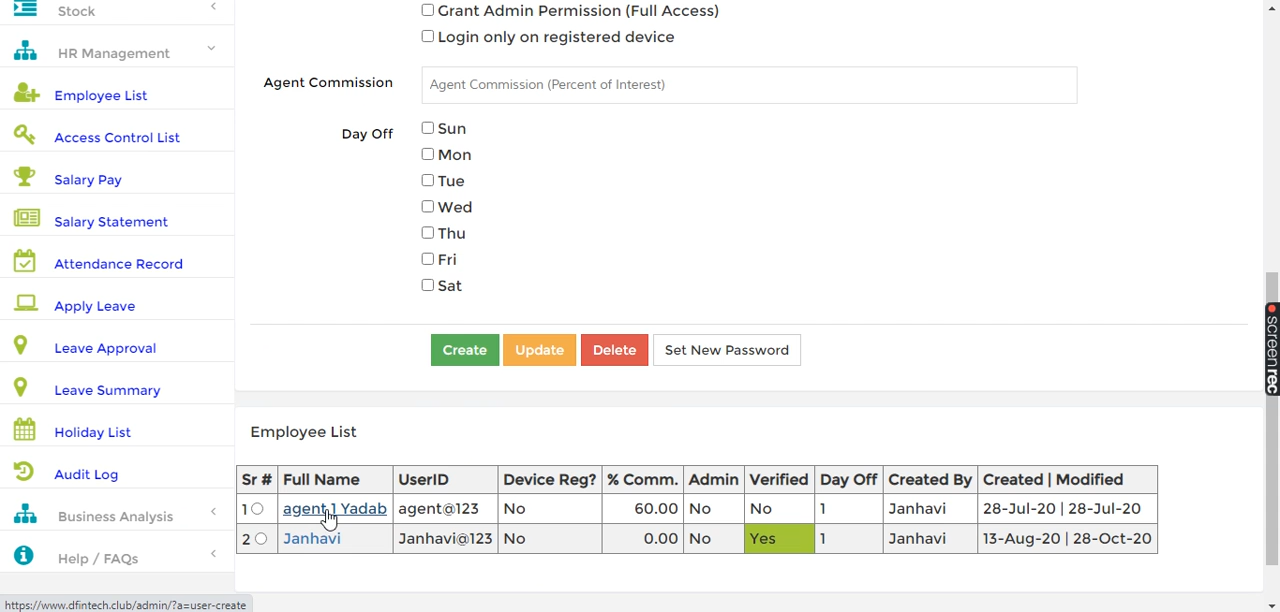 Stock
HR Management
Employee List
Access Control List
Salary Pay
Salary Statement
Attendance Record
Apply Leave
Leave Approval
Leave Summary
Holiday List
Audit Log
Business Analysis
Help / FAQs
Grant Admin Permission (Full Access)
Login only on registered device
Agent Commission
Agent Commission (Percent of Interest)
Day Off
Sun
Mon
Tue
Wed
Thu
Fri
Sat
Create Update Delete Set New Password
Employee List
Sr # Full Name UserID Device Reg? % Comm. Admin Verified Day Off Created By Created | Modified
1 agent 1 Yadab agent@123 No 60.00 No No 1 Janhavi 28-Jul-20 | 28-Jul-20
2 Janhavi Janhavi@123 No 0.00 No Yes 1 Janhavi 13-Aug-20 | 28-Oct-20
https://www.dfintech.club/admin/?a=user-create
screenrec